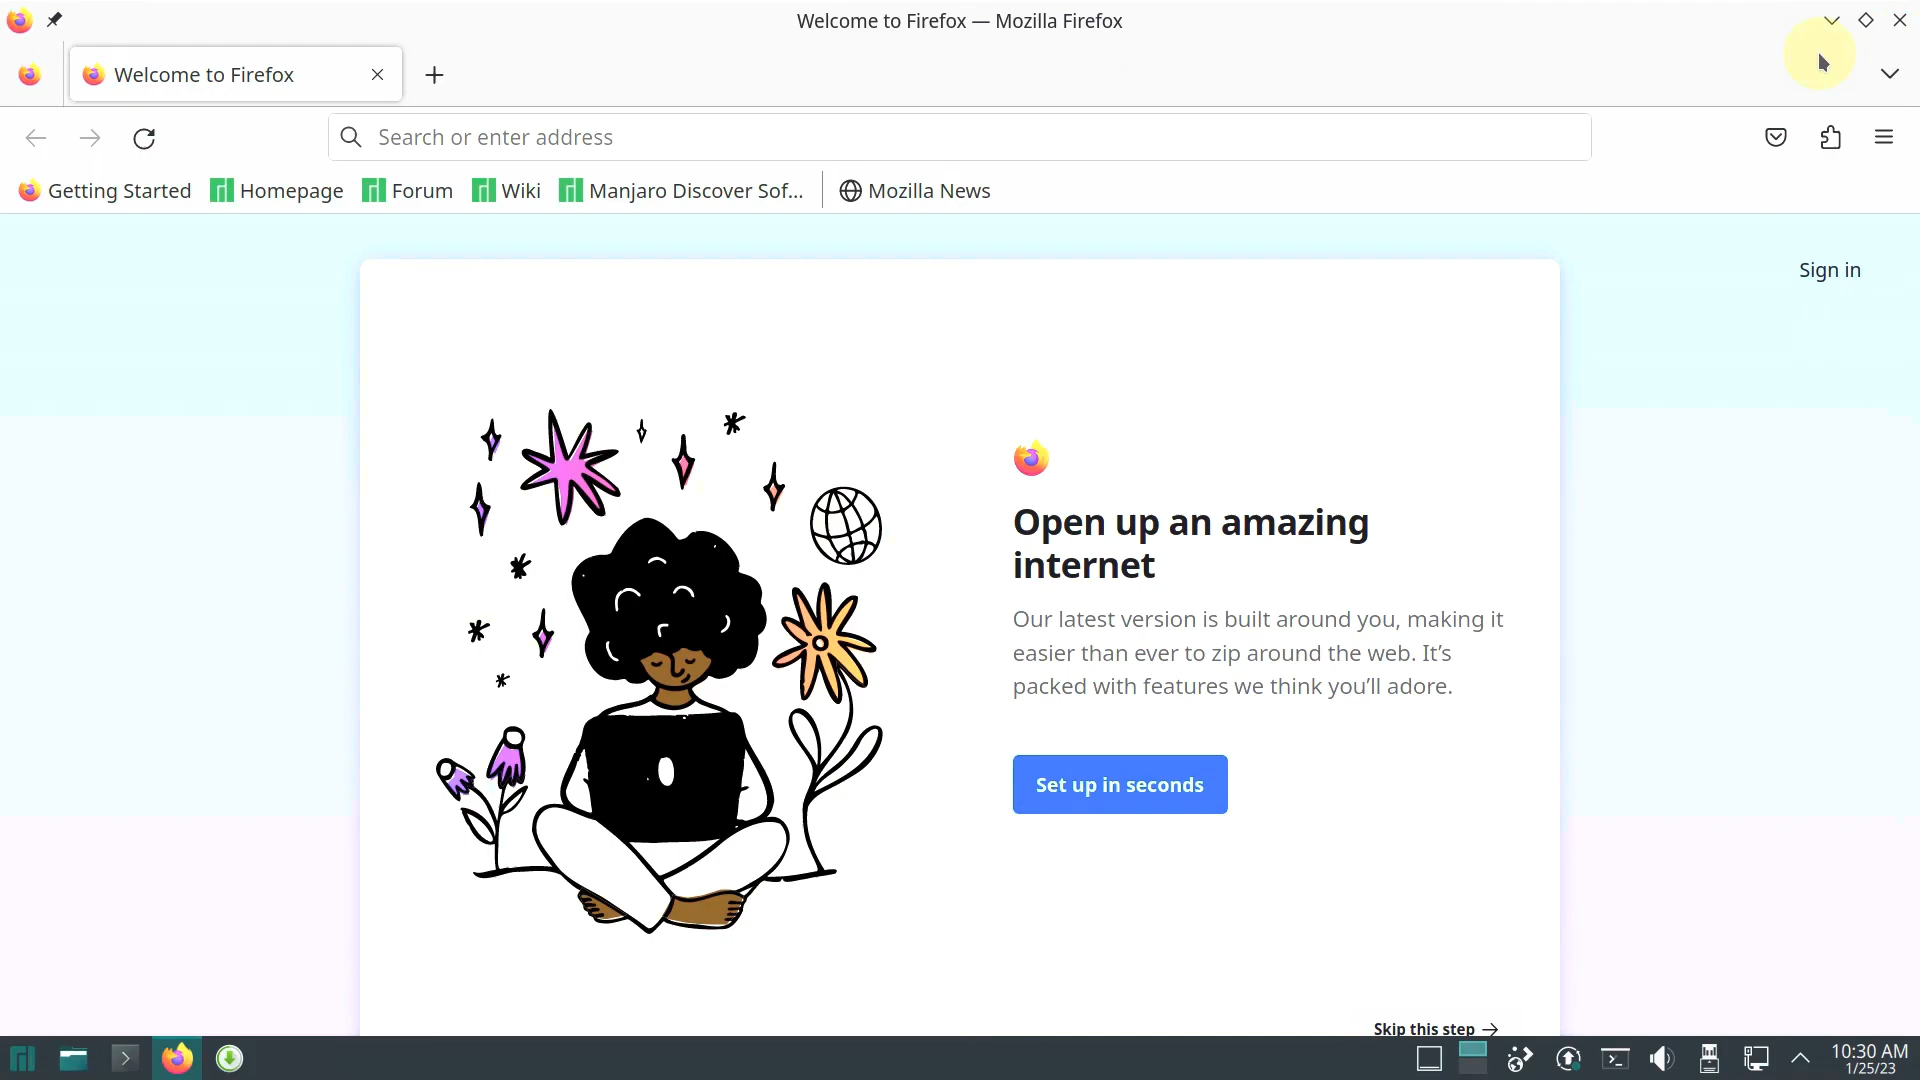 Welcome to Firefox — Mozilla Firefox
Welcome to Firefox
Search or enter address
Getting Started Homepage Forum Wiki Manjaro Discover Sof... Mozilla News
Sign in
Open up an amazing
internet
Our latest version is built around you, making it
easier than ever to zip around the web. It’s
packed with features we think you’ll adore.
Set up in seconds
Skip this step
10:30 AM
1/25/23